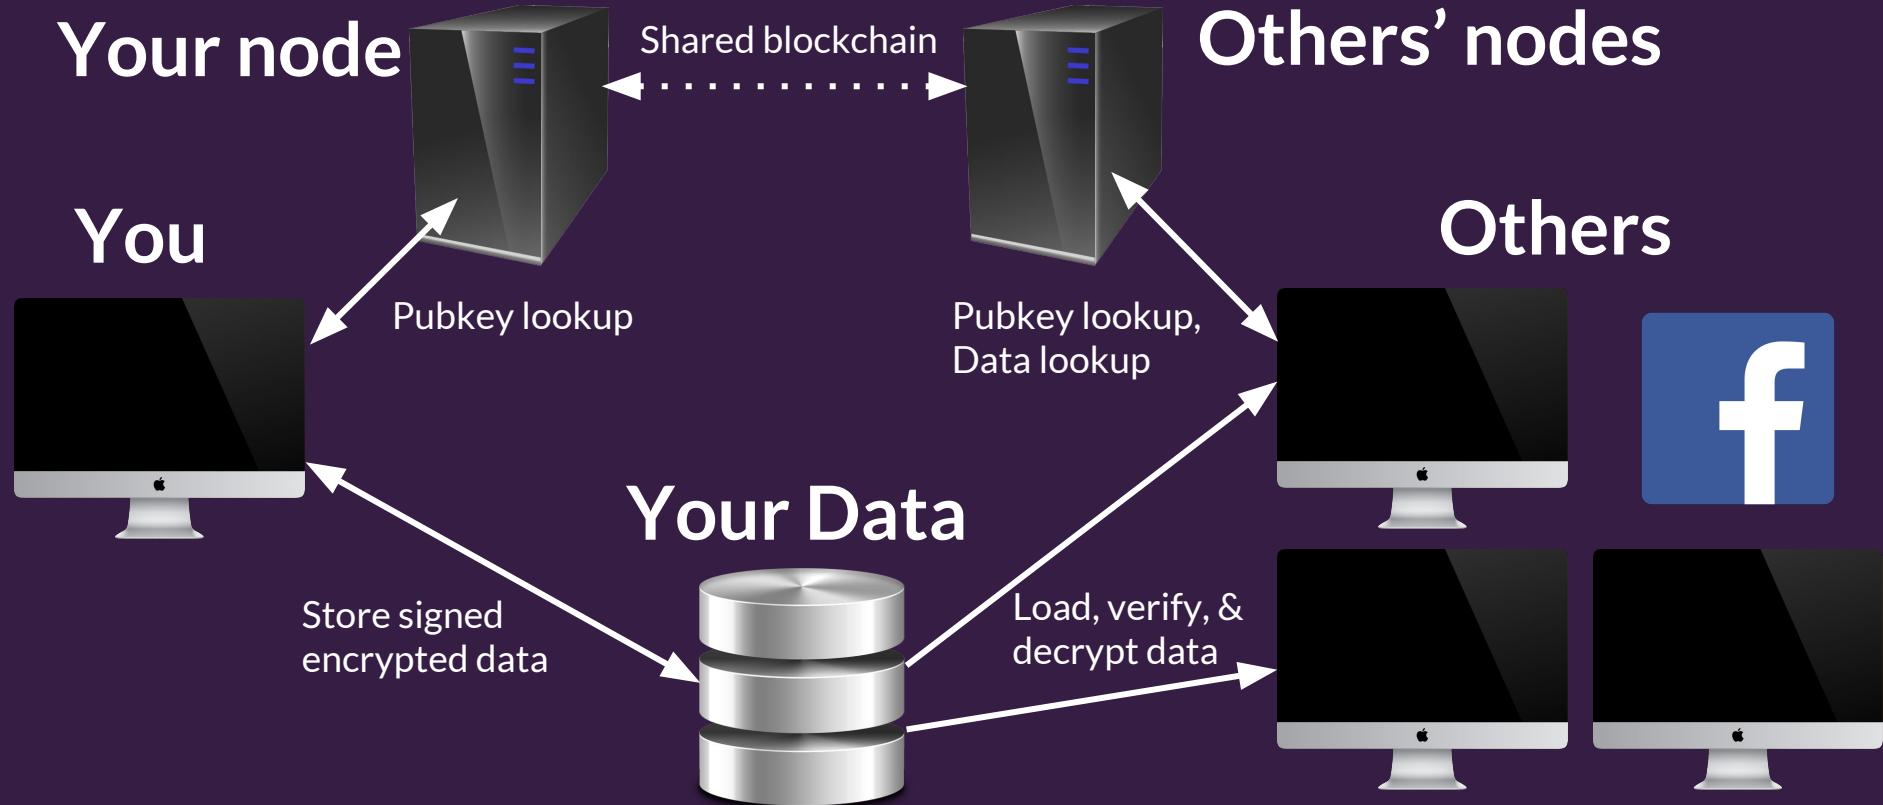 Your node
Shared blockchain
Others’ nodes
You
Others
Pubkey lookup
Pubkey lookup,
Data lookup
Your Data
Store signed
encrypted data
Load, verify, &
decrypt data